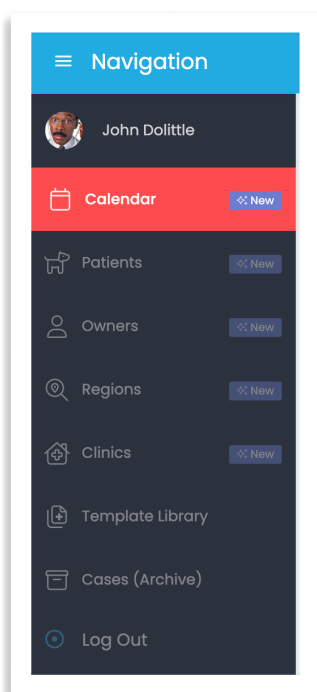 Navigation
John Dolittle
Calendar New
Patients New
Owners New
Regions New
Clinics New
Template Library
Cases (Archive)
Log Out